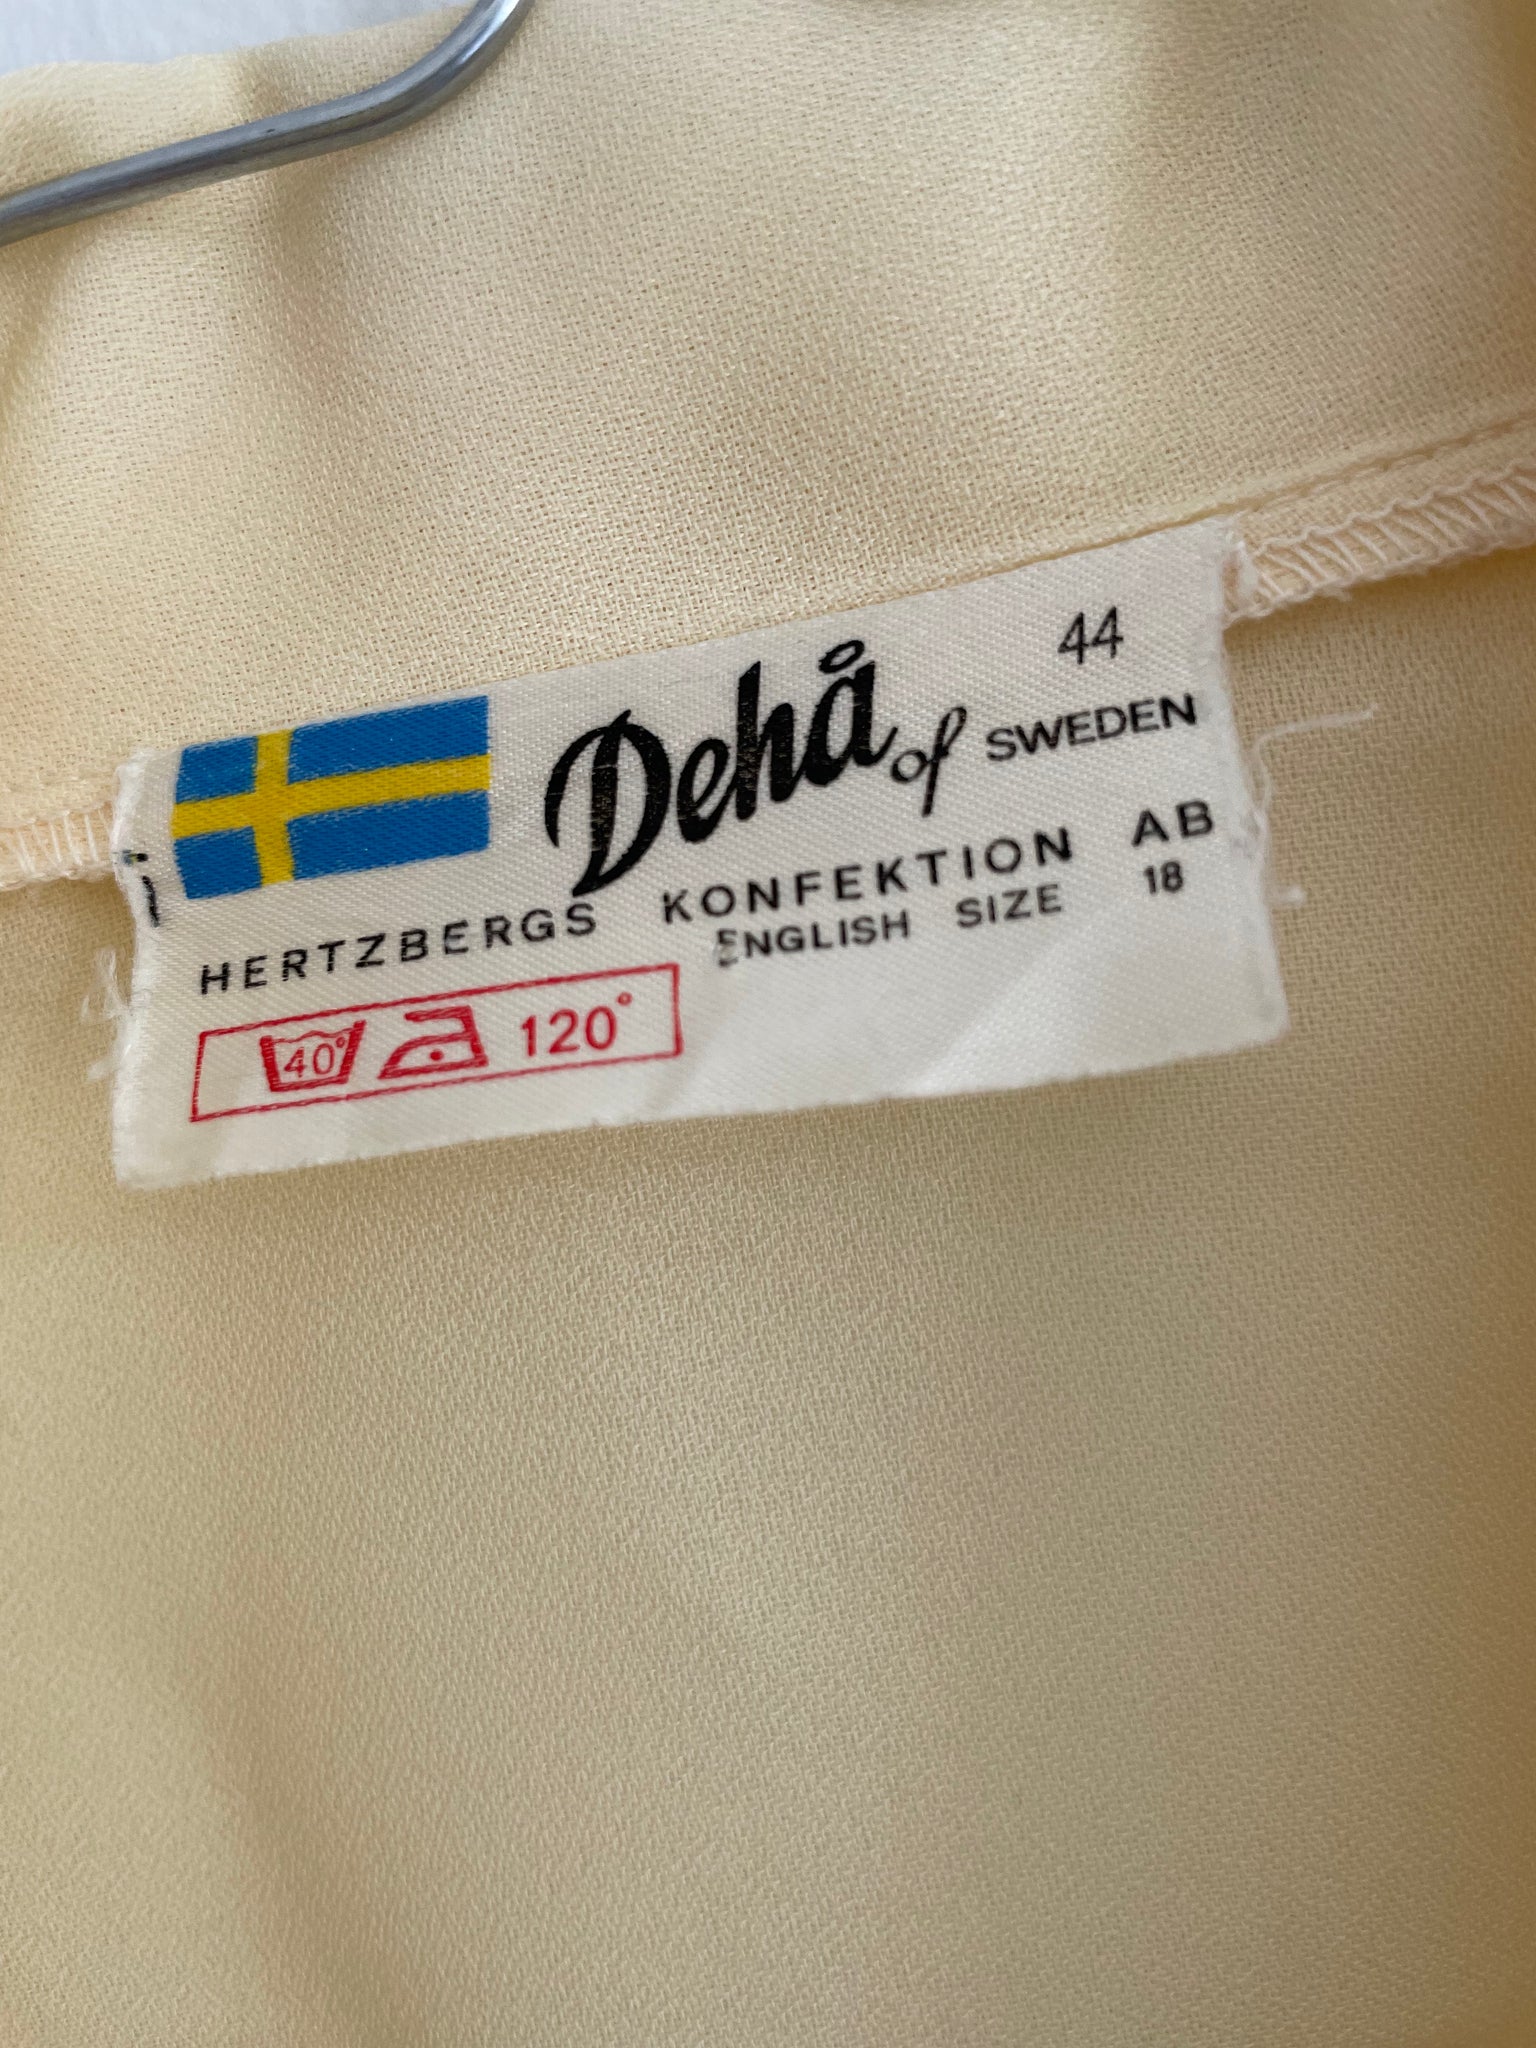 44
Dehå of SWEDEN
HERTZBERGS KONFEKTION AB
ENGLISH SIZE 18
40° 120°